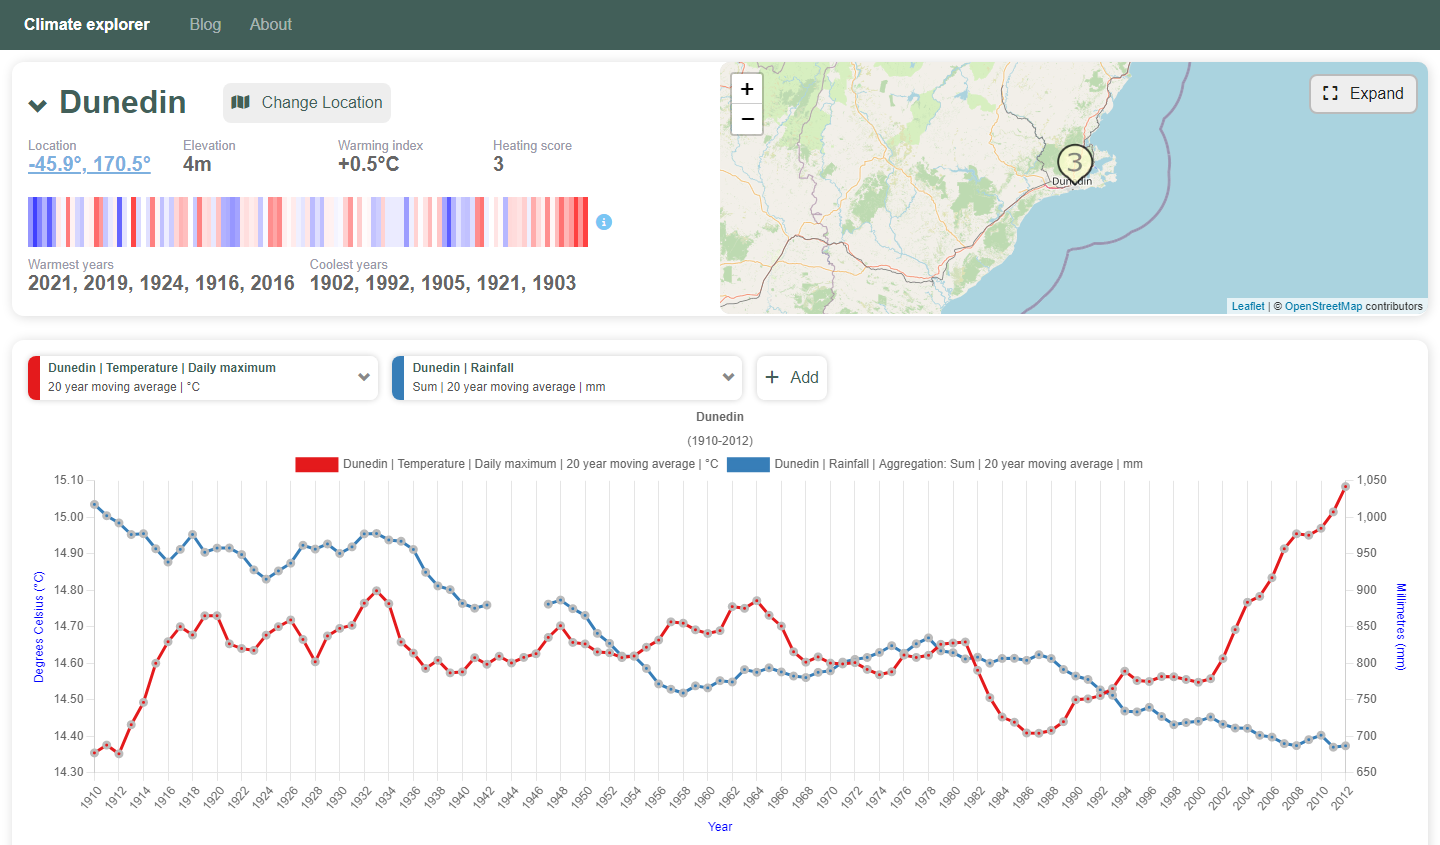 Climate explorer Blog About
Dunedin Change Location
Location Elevation Warming index Heating score
-45.9°, 170.5° 4m +0.5°C 3
Warmest years Coolest years
2021, 2019, 1924, 1916, 2016 1902, 1992, 1905, 1921, 1903
+
−
Expand
3
Dunedin
Leaflet | © OpenStreetMap contributors
Dunedin | Temperature | Daily maximum
20 year moving average | °C
Dunedin | Rainfall
Sum | 20 year moving average | mm
+ Add
Dunedin
(1910-2012)
Dunedin | Temperature | Daily maximum | 20 year moving average | °C Dunedin | Rainfall | Aggregation: Sum | 20 year moving average | mm
Degrees Celsius (°C)
15.10
15.00
14.90
14.80
14.70
14.60
14.50
14.40
14.30
1,050
1,000
950
900
850
800
750
700
650
Millimetres (mm)
1910 1912 1914 1916 1918 1920 1922 1924 1926 1928 1930 1932 1934 1936 1938 1940 1942 1944 1946 1948 1950 1952 1954 1956 1958 1960 1962 1964 1966 1968 1970 1972 1974 1976 1978 1980 1982 1984 1986 1988 1990 1992 1994 1996 1998 2000 2002 2004 2006 2008 2010 2012
Year